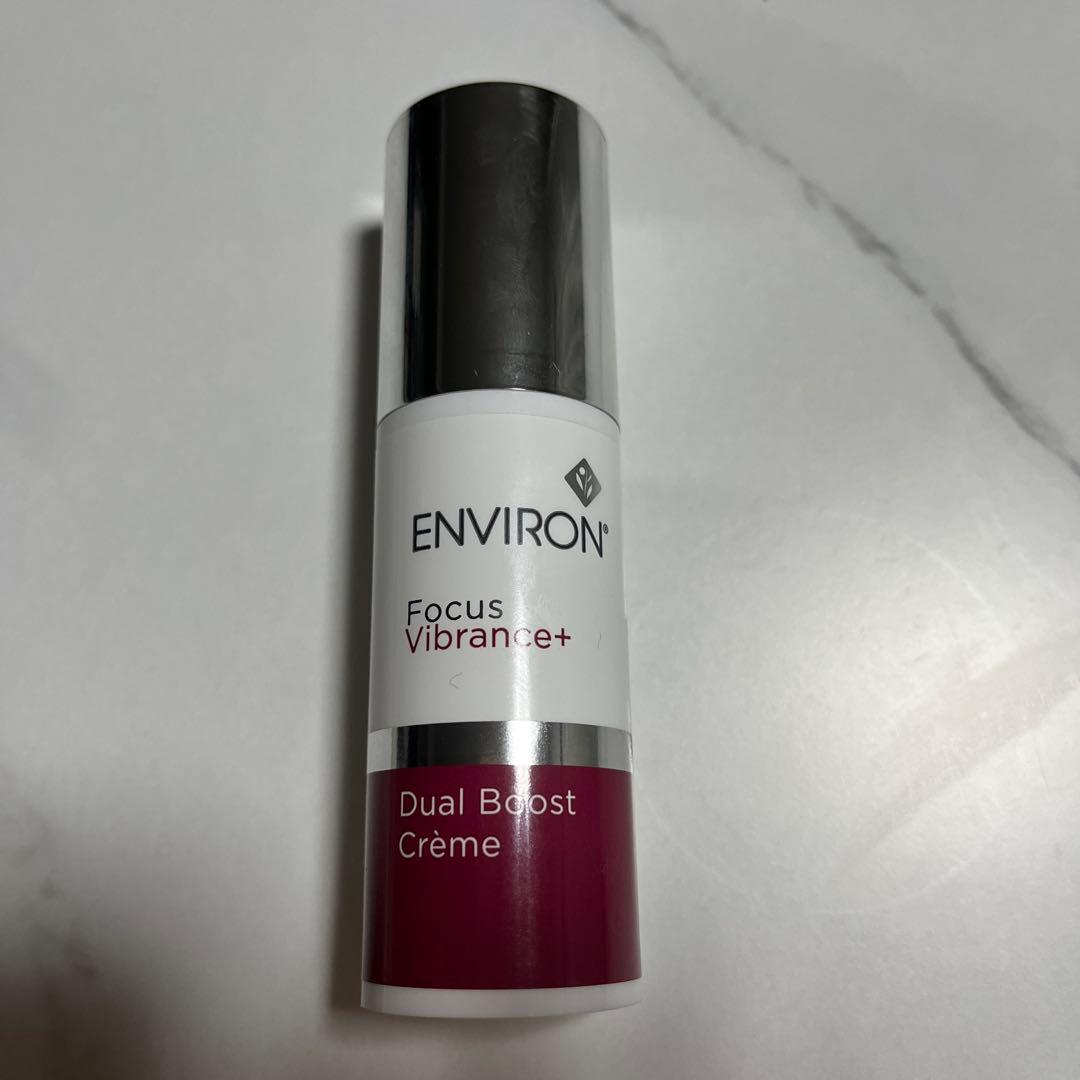 ENVIRON®
Focus
Vibrance+
Dual Boost
Crème